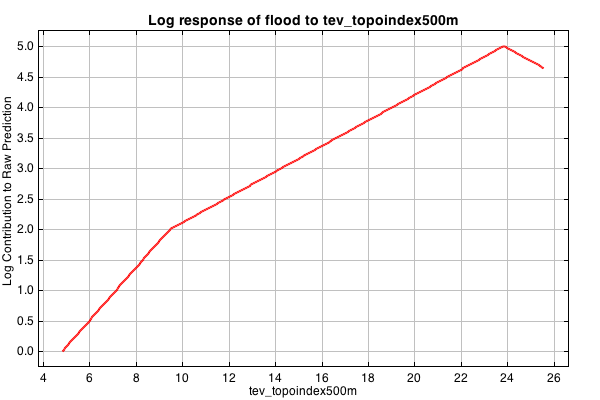 Log response of flood to tev_topoindex500m
Log Contribution to Raw Prediction
5.0
4.5
4.0
3.5
3.0
2.5
2.0
1.5
1.0
0.5
0.0
4 6 8 10 12 14 16 18 20 22 24 26
tev_topoindex500m